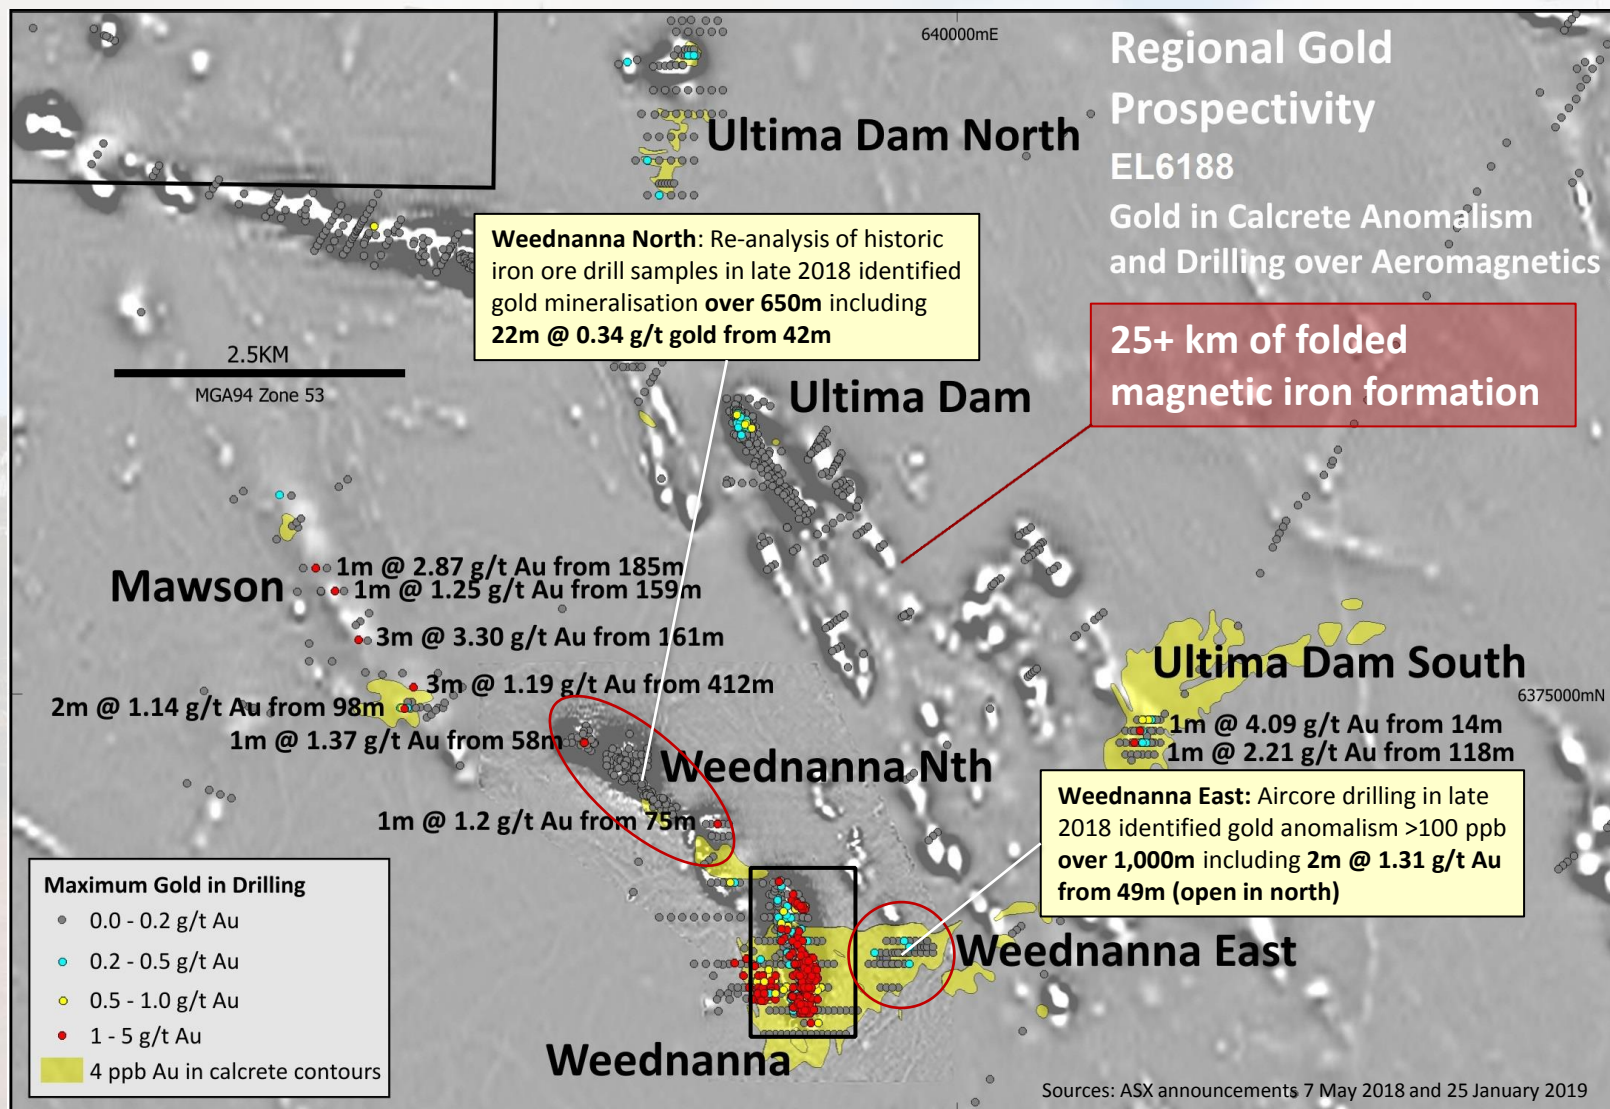 640000mE
Regional Gold
Prospectivity
EL6188
Gold in Calcrete Anomalism
and Drilling over Aeromagnetics
Ultima Dam North
Weednanna North: Re-analysis of historic
iron ore drill samples in late 2018 identified
gold mineralisation over 650m including
22m @ 0.34 g/t gold from 42m
25+ km of folded
magnetic iron formation
2.5KM
MGA94 Zone 53
Ultima Dam
Mawson
1m @ 2.87 g/t Au from 185m
1m @ 1.25 g/t Au from 159m
3m @ 3.30 g/t Au from 161m
3m @ 1.19 g/t Au from 412m
2m @ 1.14 g/t Au from 98m
1m @ 1.37 g/t Au from 58m
Ultima Dam South
6375000mN
1m @ 4.09 g/t Au from 14m
1m @ 2.21 g/t Au from 118m
Weednanna Nth
1m @ 1.2 g/t Au from 75m
Weednanna East: Aircore drilling in late
2018 identified gold anomalism >100 ppb
over 1,000m including 2m @ 1.31 g/t Au
from 49m (open in north)
Weednanna East
Weednanna
Maximum Gold in Drilling
0.0 - 0.2 g/t Au
0.2 - 0.5 g/t Au
0.5 - 1.0 g/t Au
1 - 5 g/t Au
4 ppb Au in calcrete contours
Sources: ASX announcements 7 May 2018 and 25 January 2019